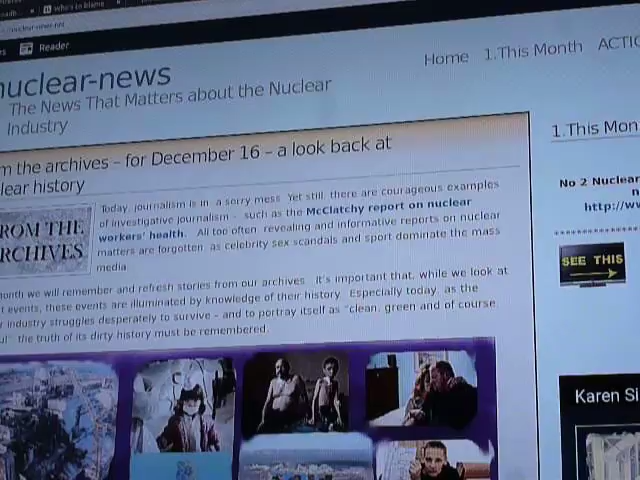 who's to blame
Reader
Home 1.This Month
nuclear-news
The News That Matters about the Nuclear
Industry
1.This
m the archives – for December 16 – a look back at
lear history
Today, journalism is in a sorry mess. Yet still, there are courageous examples
of investigative journalism - such as the McClatchy report on nuclear
workers' health. All too often, revealing and informative reports on nuclear
matters are forgotten, as celebrity sex scandals and sport dominate the mass
media.
ROM THE
RCHIVES
month we will remember and refresh stories from our archives. It's important that, while we look at
t events, these events are illuminated by knowledge of their history. Especially today, as the
industry struggles desperately to survive – and to portray itself as "clean, green and of course,
the truth of its dirty history must be remembered.
No 2 Nuclear
http://w
SEE THIS
Karen Si